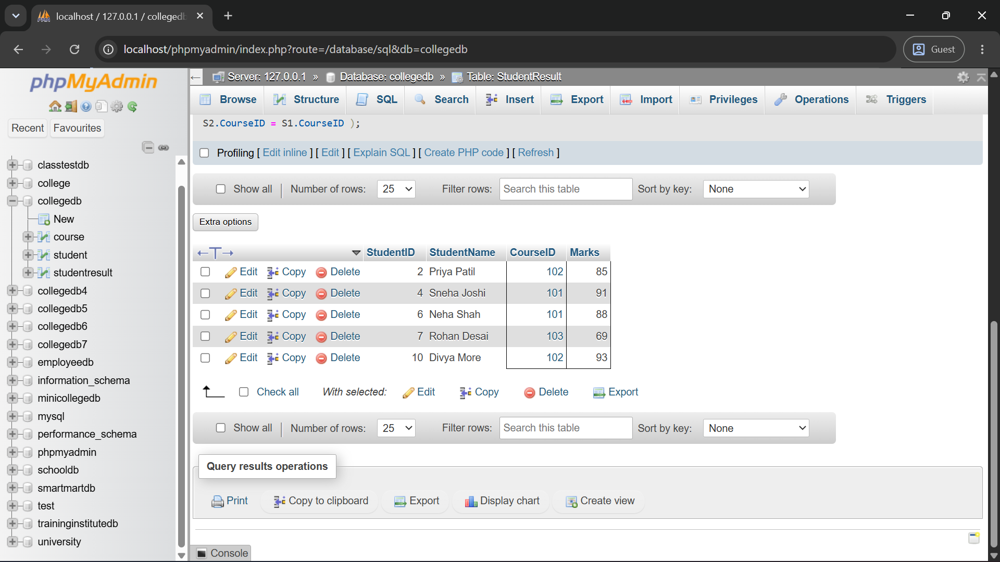 localhost / 127.0.0.1 / collegedb
localhost/phpmyadmin/index.php?route=/database/sql&db=collegedb
Guest
phpMyAdmin
Recent
Favourites
classtestdb
college
collegedb
New
course
student
studentresult
collegedb4
collegedb5
collegedb6
collegedb7
employeedb
information_schema
minicollegedb
mysql
performance_schema
phpmyadmin
schooldb
smartmartdb
test
traininginstitutedb
university
Server: 127.0.0.1 » Database: collegedb » Table: StudentResult
Browse Structure SQL Search Insert Export Import Privileges Operations Triggers
S2.CourseID = S1.CourseID );
Profiling [ Edit inline ] [ Edit ] [ Explain SQL ] [ Create PHP code ] [ Refresh ]
Show all Number of rows: 25 Filter rows: Search this table Sort by key: None
Extra options
StudentID StudentName CourseID Marks
Edit Copy Delete 2 Priya Patil 102 85
Edit Copy Delete 4 Sneha Joshi 101 91
Edit Copy Delete 6 Neha Shah 101 88
Edit Copy Delete 7 Rohan Desai 103 69
Edit Copy Delete 10 Divya More 102 93
Check all With selected: Edit Copy Delete Export
Show all Number of rows: 25 Filter rows: Search this table Sort by key: None
Query results operations
Print Copy to clipboard Export Display chart Create view
Console